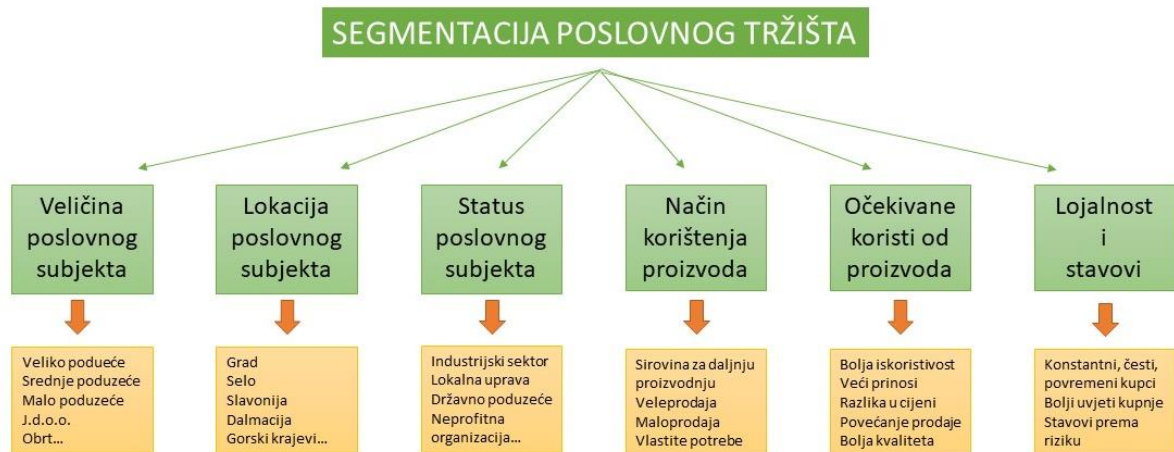 SEGMENTACIJA POSLOVNOG TRŽIŠTA
Veličina
poslovnog
subjekta
Lokacija
poslovnog
subjekta
Status
poslovnog
subjekta
Način
korištenja
proizvoda
Očekivane
koristi od
proizvoda
Lojalnost
i
stavovi
Veliko podueće
Srednje poduzeće
Malo poduzeće
J.d.o.o.
Obrt...
Grad
Selo
Slavonija
Dalmacija
Gorski krajevi...
Industrijski sektor
Lokalna uprava
Državno poduzeće
Neprofitna
organizacija...
Sirovina za daljnju
proizvodnju
Veleprodaja
Maloprodaja
Vlastite potrebe
Bolja iskoristivost
Veći prinosi
Razlika u cijeni
Povećanje prodaje
Bolja kvaliteta
Konstantni, česti,
povremeni kupci
Bolji uvjeti kupnje
Stavovi prema
riziku